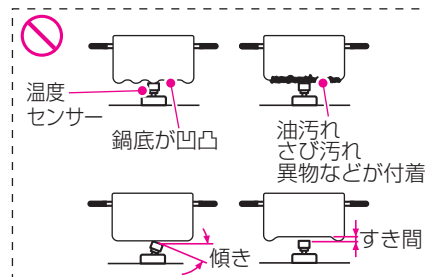 温度
センサー
鍋底が凹凸
油汚れ
さび汚れ
異物などが付着
傾き
すき間